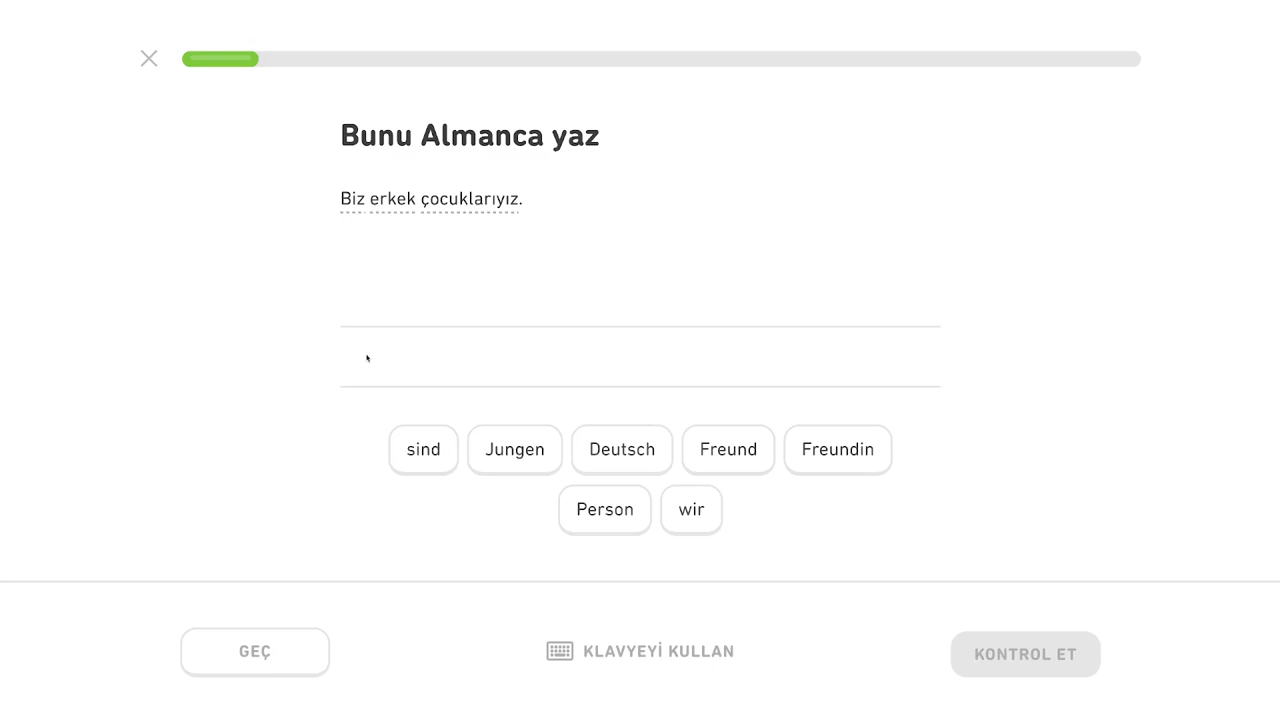 Bunu Almanca yaz
Biz erkek çocuklarıyız.
sind Jungen Deutsch Freund Freundin
Person wir
GEÇ KLAVYEYİ KULLAN KONTROL ET